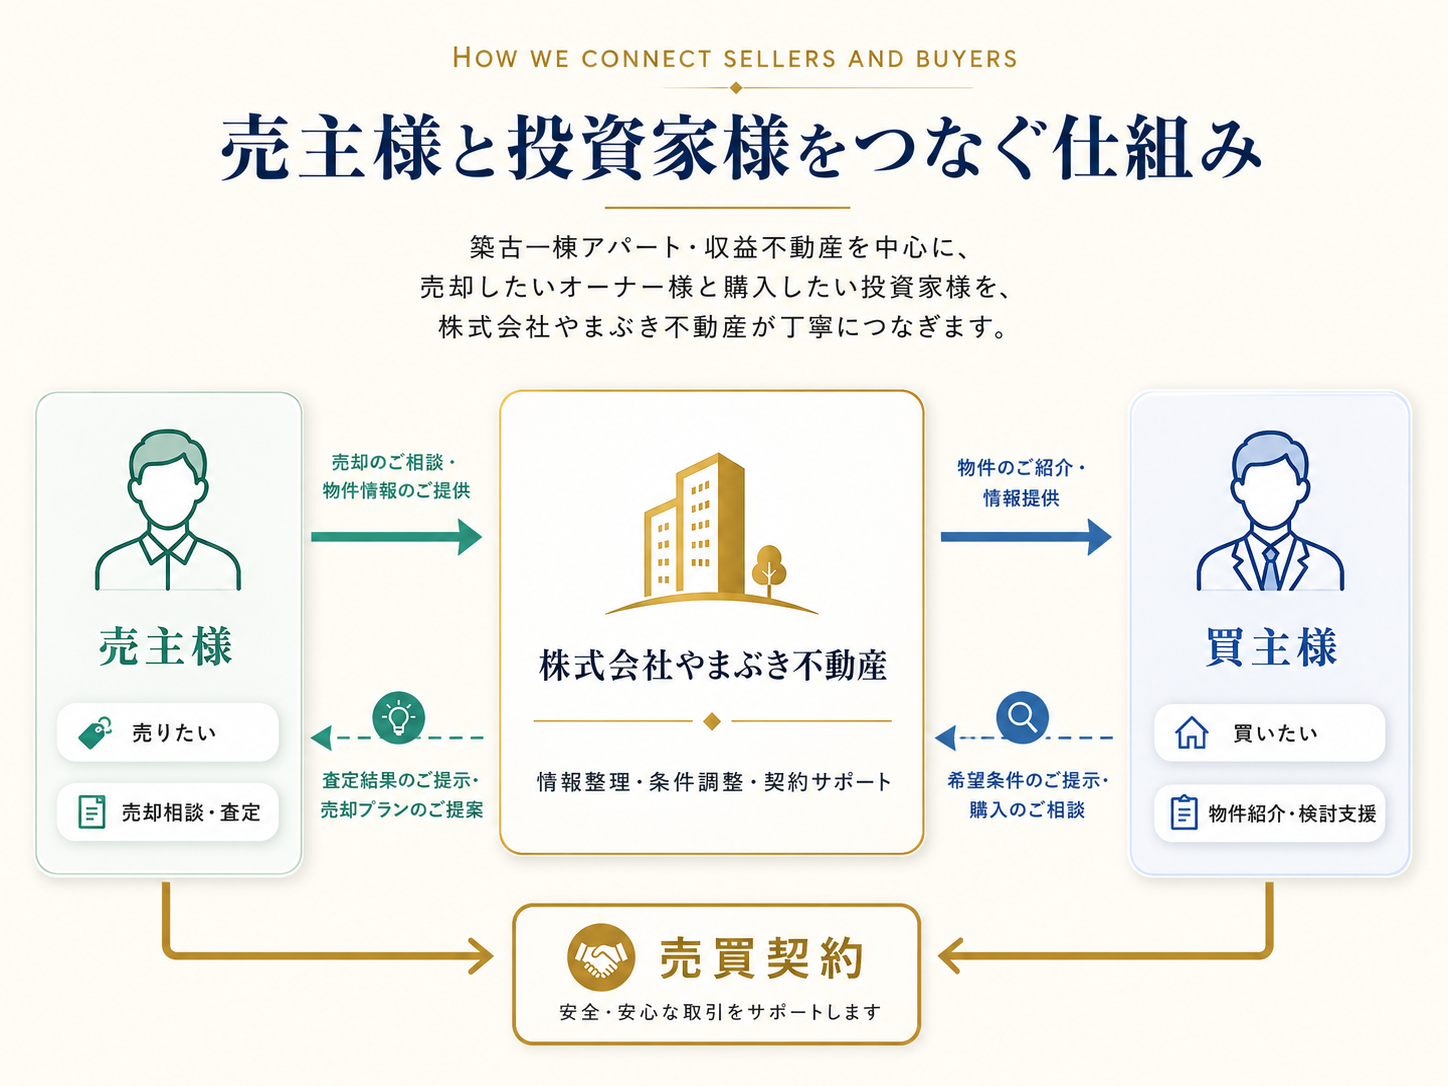 HOW WE CONNECT SELLERS AND BUYERS
売主様と投資家様をつなぐ仕組み
築古一棟アパート・収益不動産を中心に、
売却したいオーナー様と購入したい投資家様を、
株式会社やまぶき不動産が丁寧につなぎます。
売主様
売りたい
売却相談・査定
売却のご相談・
物件情報のご提供
査定結果のご提示・
売却プランのご提案
株式会社やまぶき不動産
情報整理・条件調整・契約サポート
物件のご紹介・
情報提供
希望条件のご提示・
購入のご相談
買主様
買いたい
物件紹介・検討支援
売買契約
安全・安心な取引をサポートします